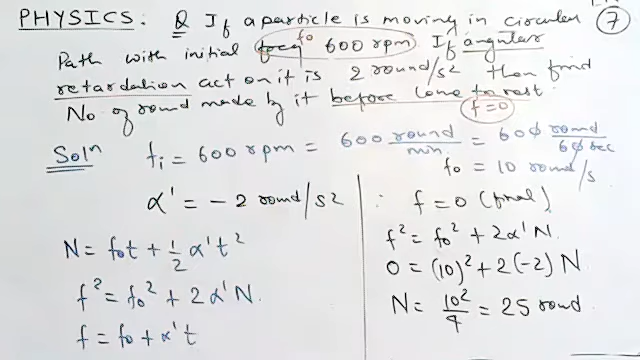 PHYSICS: Q If a particle is moving in circular 7
Path with initial freq f₀ 600 rpm If angular
retardation act on it is 2 round/s² then find
No of round made by it before come to rest.
f=0
Solⁿ fᵢ = 600 rpm = 600 round/min. = 600 round/60 sec
f₀ = 10 round/s
α' = -2 round/s²
N = f₀t + 1/2 α't²
f² = f₀² + 2α'N.
f = f₀ + α't
∵ f = 0 (final)
f² = f₀² + 2α'N.
0 = (10)² + 2(-2) N
N = 10²/4 = 25 round